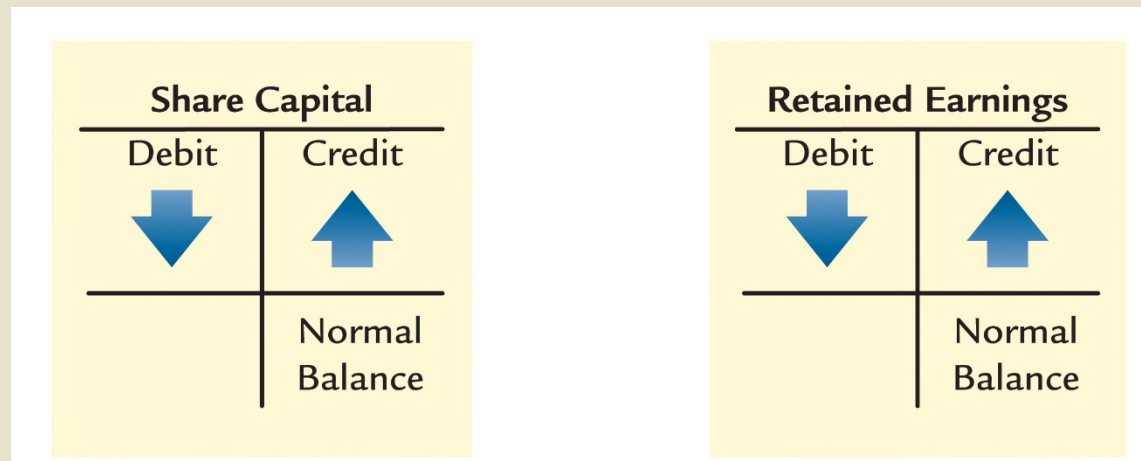 Share Capital
Debit Credit
Normal
Balance
Retained Earnings
Debit Credit
Normal
Balance